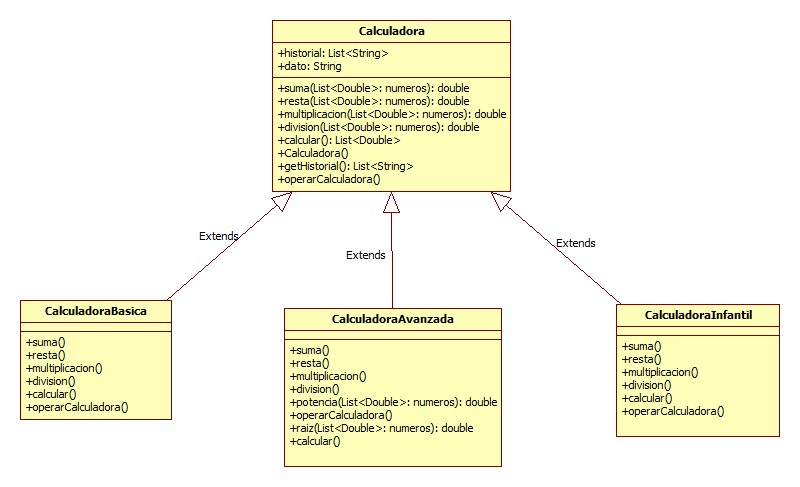 Calculadora
+historial: List<String>
+dato: String
+suma(List<Double>: numeros): double
+resta(List<Double>: numeros): double
+multiplicacion(List<Double>: numeros): double
+division(List<Double>: numeros): double
+calcular(): List<Double>
+Calculadora()
+getHistorial(): List<String>
+operarCalculadora()
Extends
Extends
Extends
CalculadoraBasica
+suma()
+resta()
+multiplicacion()
+division()
+calcular()
+operarCalculadora()
CalculadoraAvanzada
+suma()
+resta()
+multiplicacion()
+division()
+potencia(List<Double>: numeros): double
+operarCalculadora()
+raiz(List<Double>: numeros): double
+calcular()
CalculadoraInfantil
+suma()
+resta()
+multiplicacion()
+division()
+calcular()
+operarCalculadora()